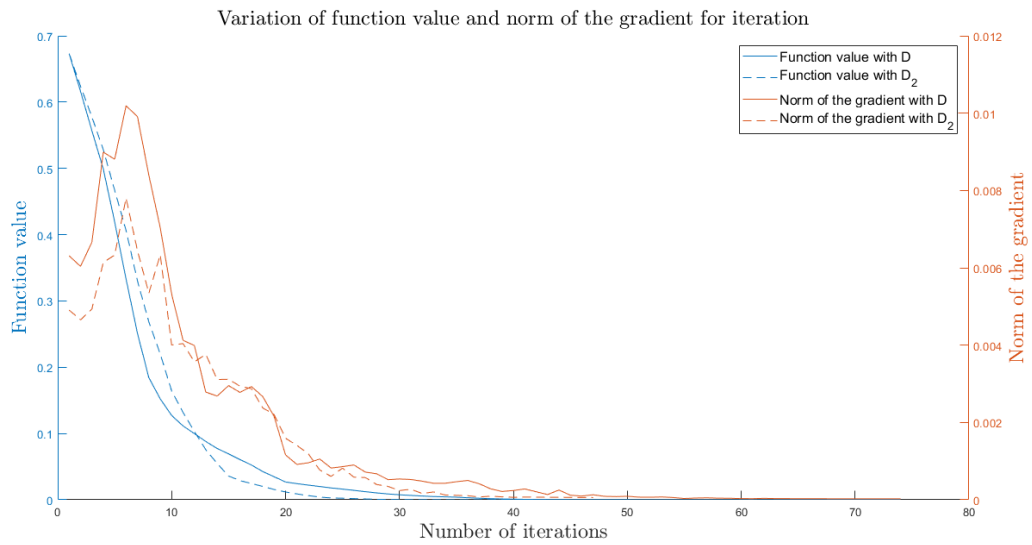 Variation of function value and norm of the gradient for iteration
Function value with D
Function value with D2
Norm of the gradient with D
Norm of the gradient with D2
Function value
0.7
0.6
0.5
0.4
0.3
0.2
0.1
0
0.012
0.01
0.008
0.006
0.004
0.002
0
Norm of the gradient
0 10 20 30 40 50 60 70 80
Number of iterations